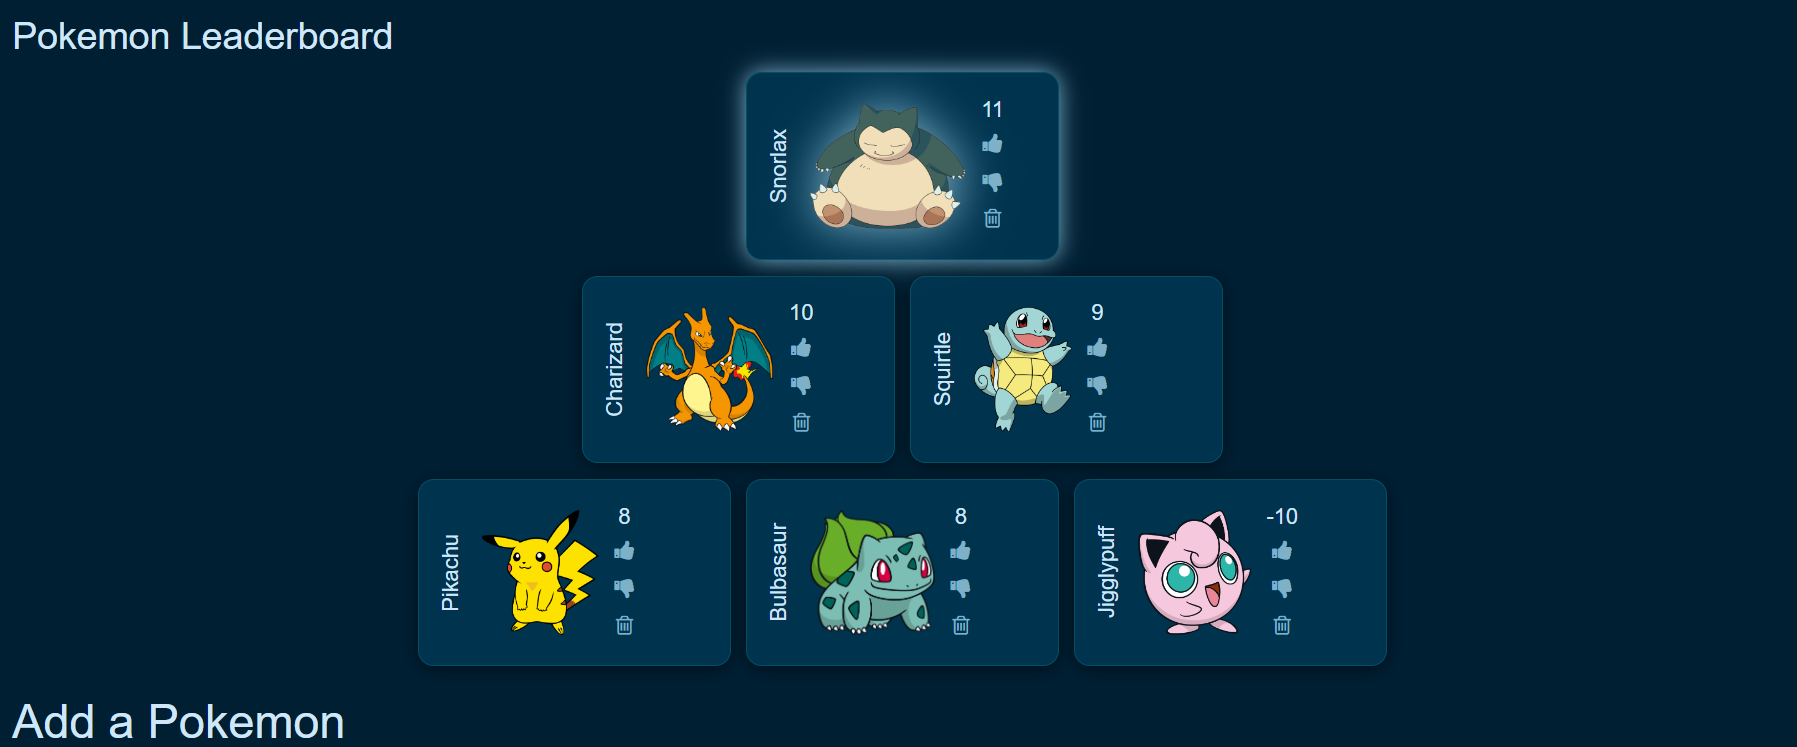 Pokemon Leaderboard
Snorlax
11
Charizard
10
Squirtle
9
Pikachu
8
Bulbasaur
8
Jigglypuff
-10
Add a Pokemon